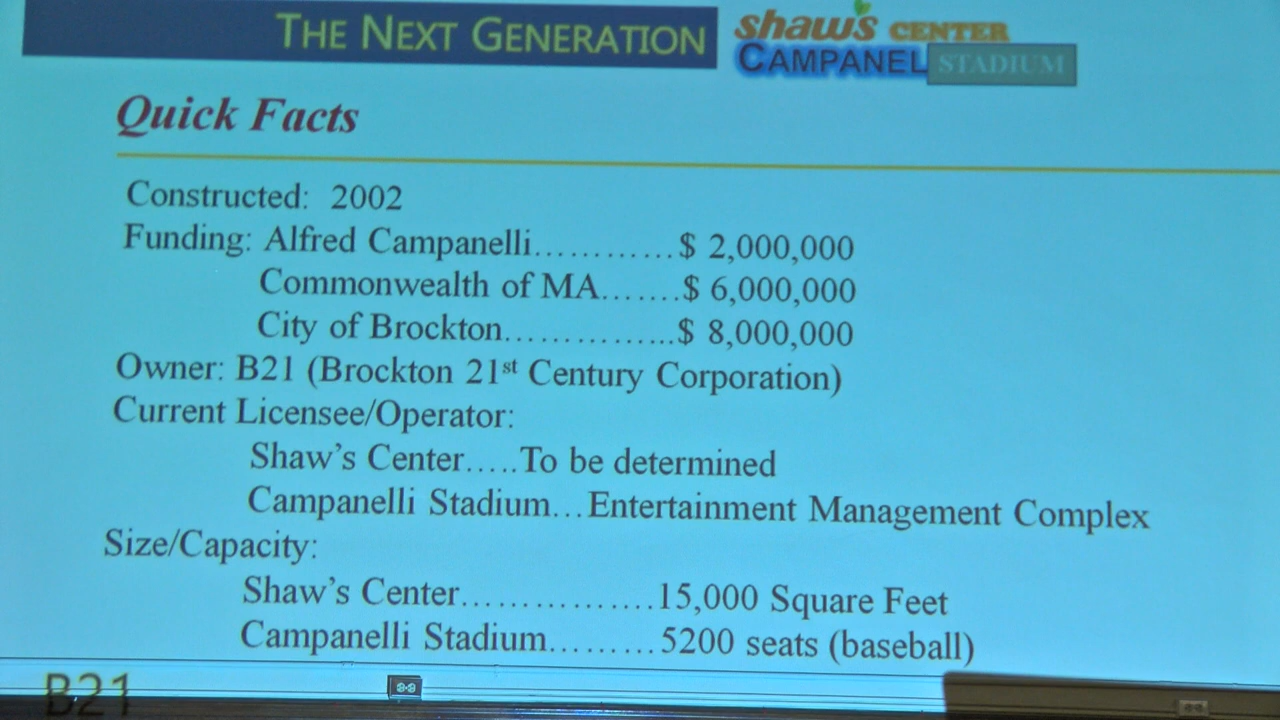 THE NEXT GENERATION
shaw's CENTER
CAMPANEL STADIUM
Quick Facts
Constructed: 2002
Funding: Alfred Campanelli............$ 2,000,000
Commonwealth of MA.......$ 6,000,000
City of Brockton...............$ 8,000,000
Owner: B21 (Brockton 21st Century Corporation)
Current Licensee/Operator:
Shaw's Center.....To be determined
Campanelli Stadium...Entertainment Management Complex
Size/Capacity:
Shaw's Center.................15,000 Square Feet
Campanelli Stadium.........5200 seats (baseball)
B21